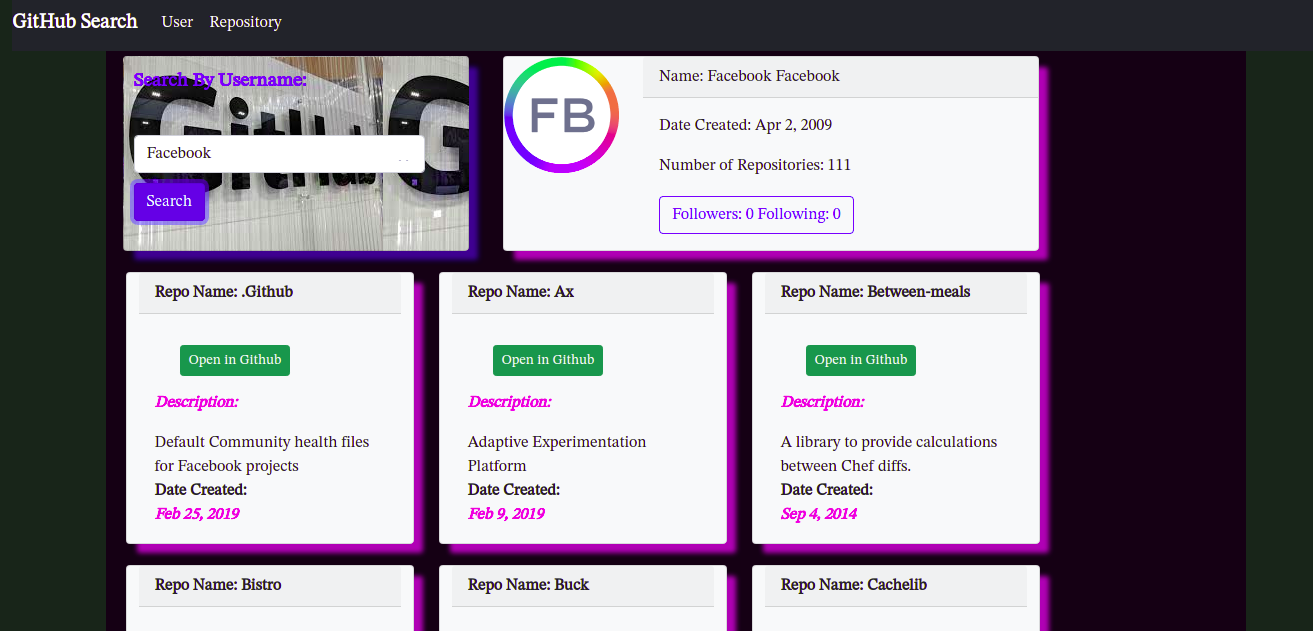 GitHub Search User Repository
Search By Username:
GitHub G
Facebook
Search
FB
Name: Facebook Facebook
Date Created: Apr 2, 2009
Number of Repositories: 111
Followers: 0 Following: 0
Repo Name: .Github
Open in Github
Description:
Default Community health files
for Facebook projects
Date Created:
Feb 25, 2019
Repo Name: Ax
Open in Github
Description:
Adaptive Experimentation
Platform
Date Created:
Feb 9, 2019
Repo Name: Between-meals
Open in Github
Description:
A library to provide calculations
between Chef diffs.
Date Created:
Sep 4, 2014
Repo Name: Bistro
Repo Name: Buck
Repo Name: Cachelib